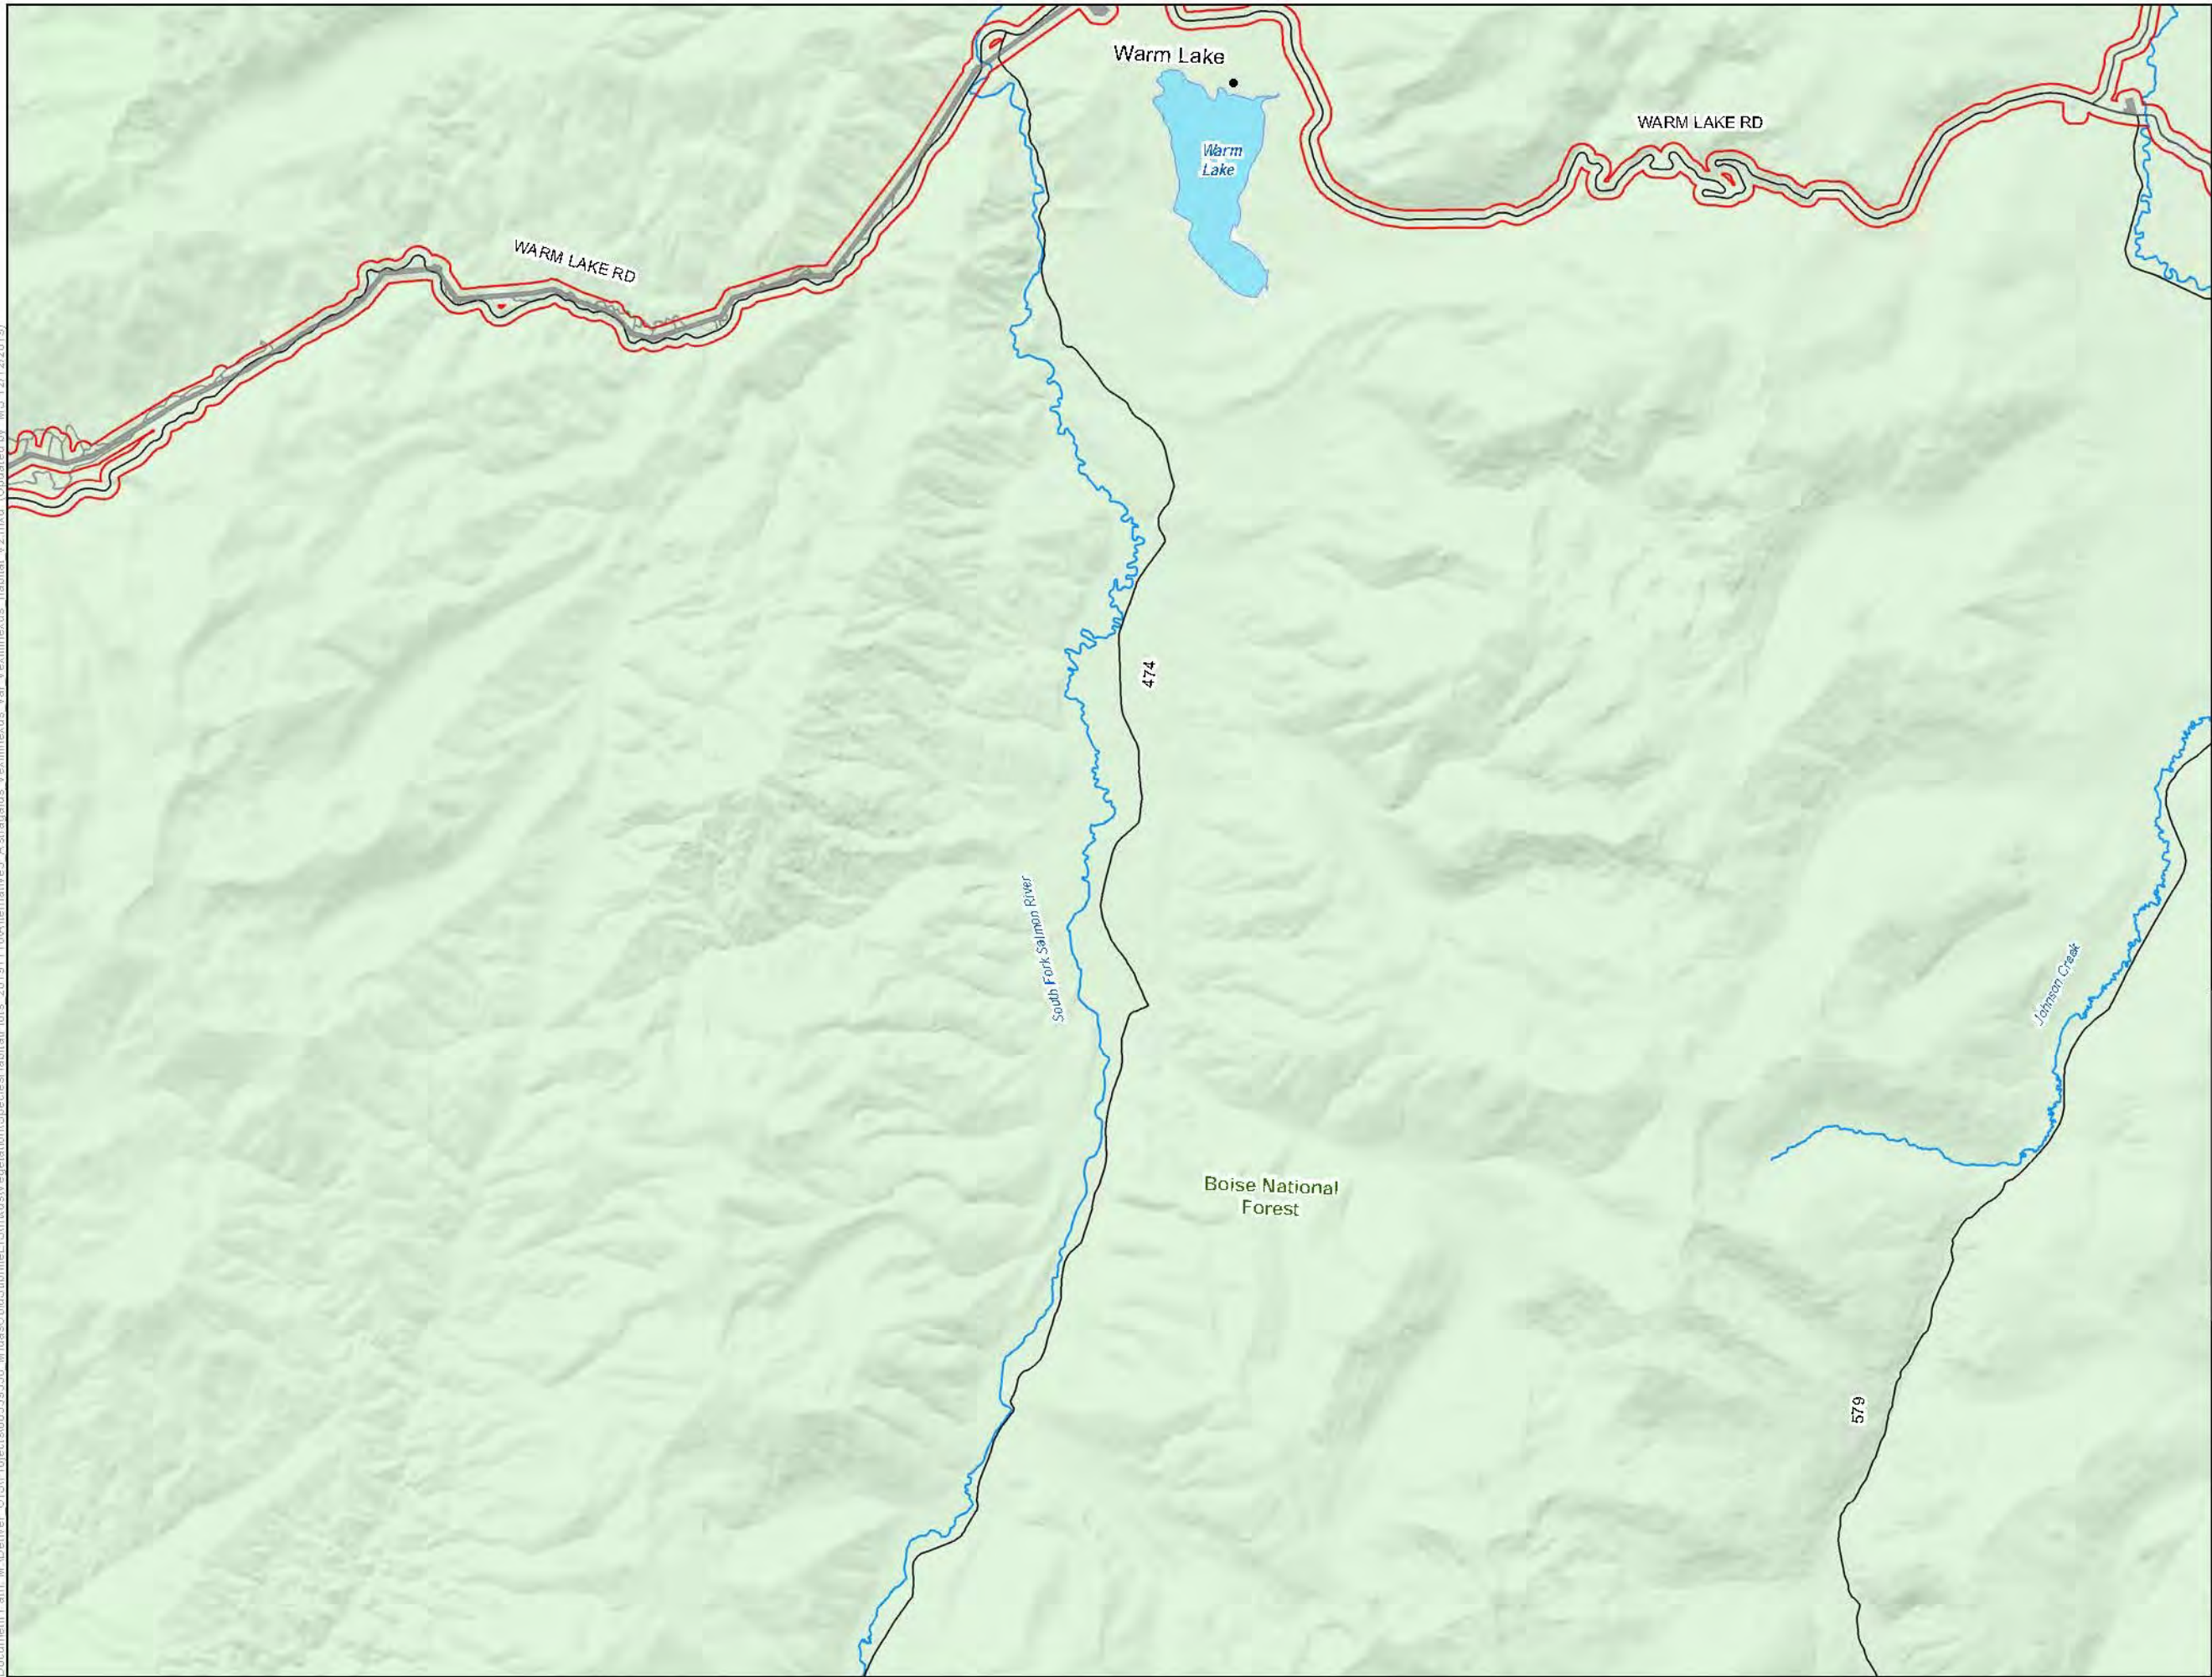 Warm Lake
WARM LAKE RD
Warm
Lake
WARM LAKE RD
474
South Fork Salmon River
Johnson Creek
Boise National
Forest
579